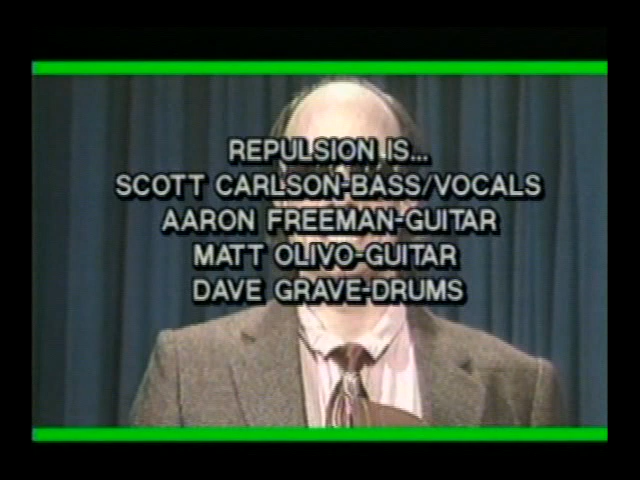 REPULSION IS...
SCOTT CARLSON-BASS/VOCALS
AARON FREEMAN-GUITAR
MATT OLIVO-GUITAR
DAVE GRAVE-DRUMS